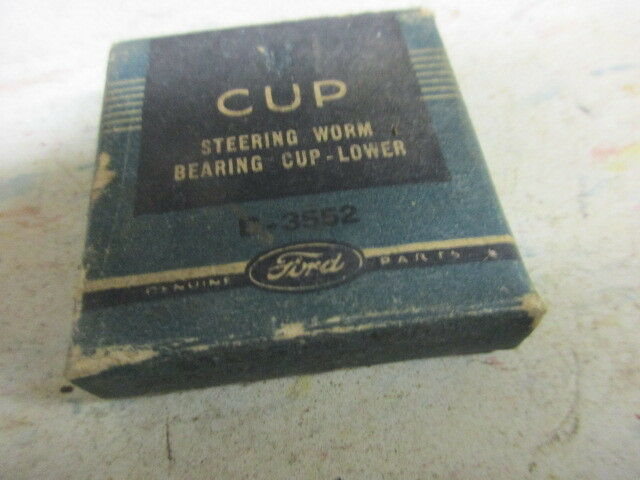 CUP
STEERING WORM
BEARING CUP-LOWER
B-3552
GENUINE Ford PARTS